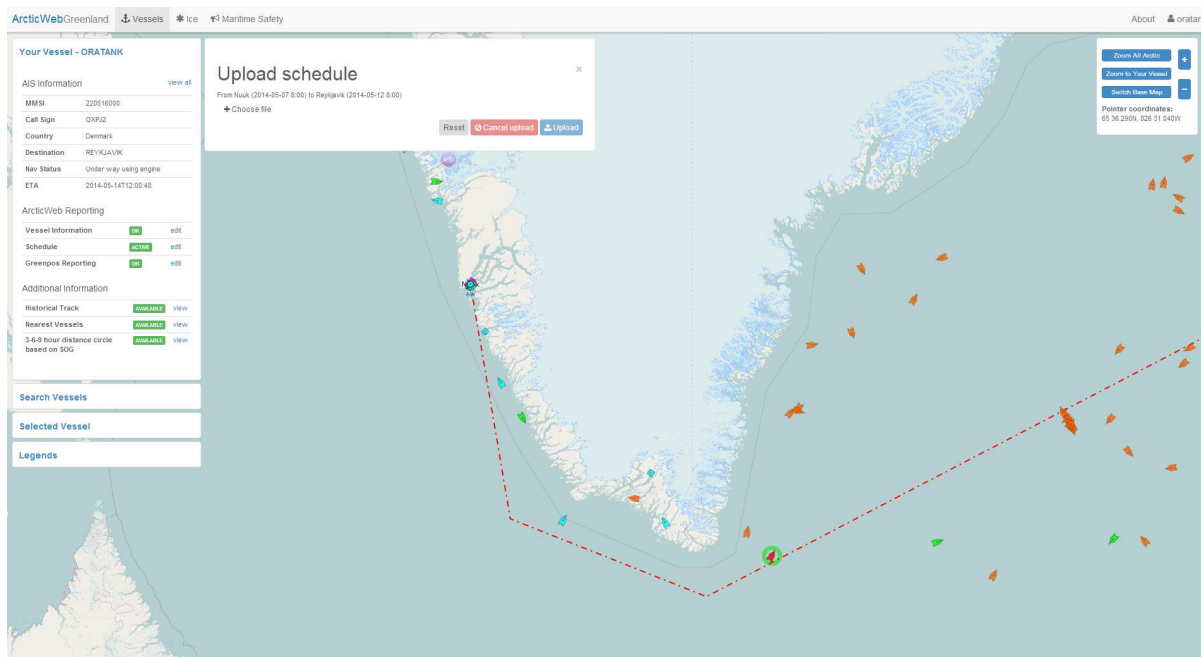 ArcticWebGreenland Vessels Ice Maritime Safety About oratan
Your Vessel - ORATANK
AIS Information view all
MMSI 220516000
Call Sign OXPJ2
Country Denmark
Destination REYKJAVIK
Nav Status Under way using engine
ETA 2014-05-14T12:00:48
ArcticWeb Reporting
Vessel Information OK edit
Schedule ACTIVE edit
Greenpos Reporting OK edit
Additional Information
Historical Track AVAILABLE view
Nearest Vessels AVAILABLE view
3-6-9 hour distance circle AVAILABLE view
based on SOG
Search Vessels
Selected Vessel
Legends
Upload schedule ×
From Nuuk (2014-05-07 8:00) to Reykjavik (2014-05-12 8:00)
+ Choose file
Reset Cancel upload Upload
Zoom All Arctic +
Zoom to Your Vessel
Switch Base Map −
Pointer coordinates:
65 36.290N, 026 31.040W